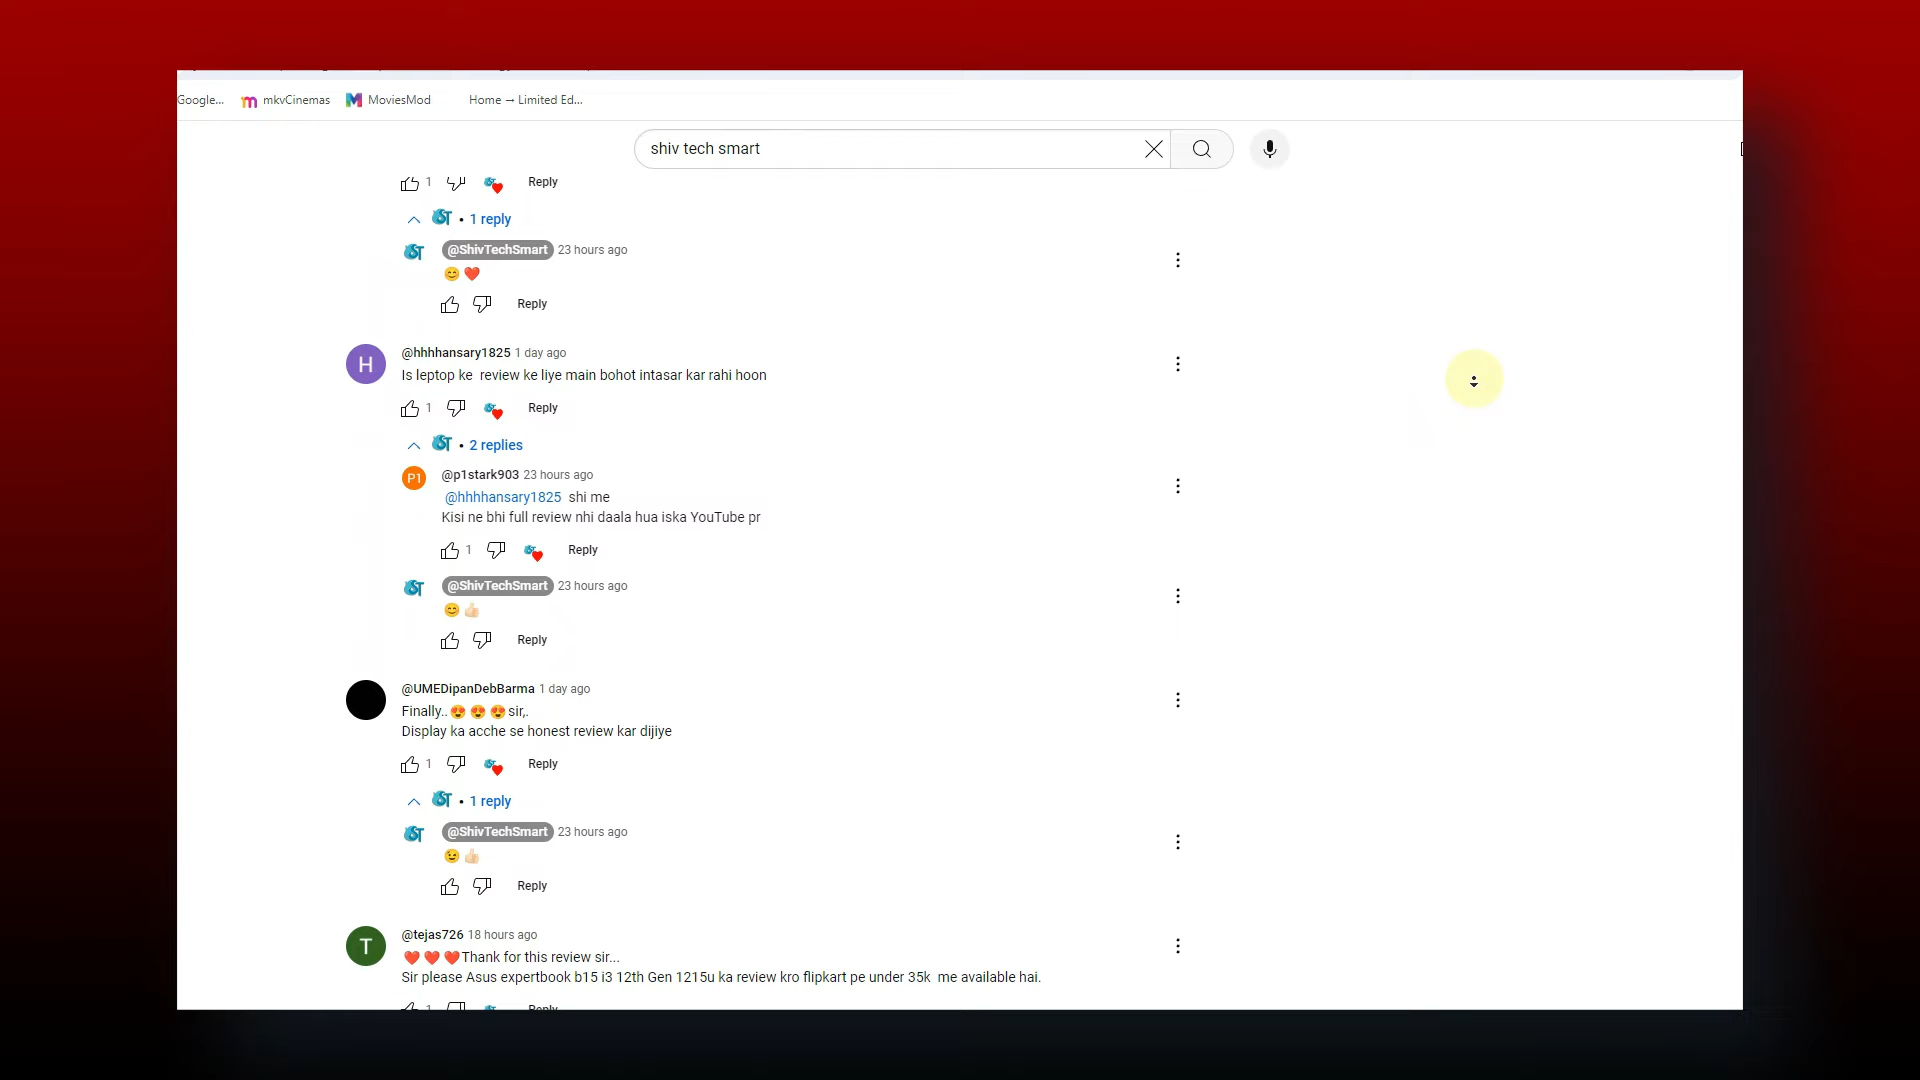 Google...
mkvCinemas
MoviesMod
Home → Limited Ed...
shiv tech smart
1
Reply
• 1 reply
@ShivTechSmart 23 hours ago
😊❤️
Reply
H
@hhhhansary1825 1 day ago
Is leptop ke review ke liye main bohot intasar kar rahi hoon
1
Reply
• 2 replies
P1
@p1stark903 23 hours ago
@hhhhansary1825 shi me
Kisi ne bhi full review nhi daala hua iska YouTube pr
1
Reply
@ShivTechSmart 23 hours ago
😊👍🏻
Reply
@UMEDipanDebBarma 1 day ago
Finally..😍😍😍sir,.
Display ka acche se honest review kar dijiye
1
Reply
• 1 reply
@ShivTechSmart 23 hours ago
😉👍🏻
Reply
T
@tejas726 18 hours ago
❤️❤️❤️Thank for this review sir...
Sir please Asus expertbook b15 i3 12th Gen 1215u ka review kro flipkart pe under 35k me available hai.
1
Reply